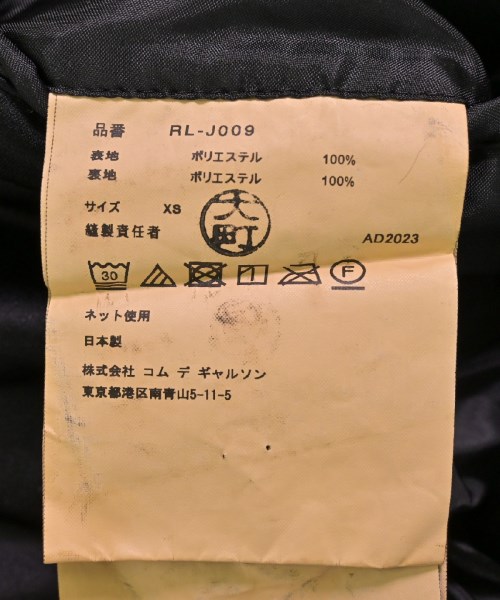 品番 RL-J009
表地 ポリエステル 100%
裏地 ポリエステル 100%
サイズ XS
縫製責任者 大町
AD2023
30 F
ネット使用
日本製
株式会社 コム デ ギャルソン
東京都港区南青山5-11-5